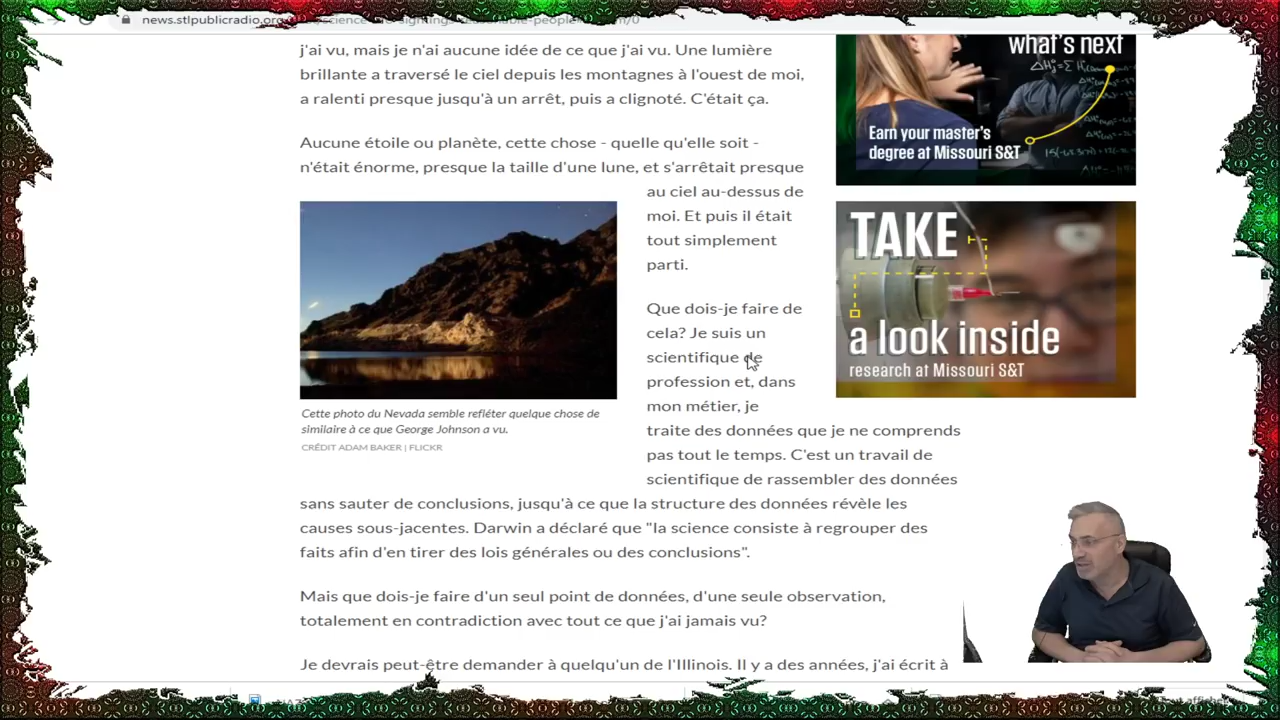 news.stlpublicradio.org
j'ai vu, mais je n'ai aucune idée de ce que j'ai vu. Une lumière
brillante a traversé le ciel depuis les montagnes à l'ouest de moi,
a ralenti presque jusqu'à un arrêt, puis a clignoté. C'était ça.
Aucune étoile ou planète, cette chose - quelle qu'elle soit -
n'était énorme, presque la taille d'une lune, et s'arrêtait presque
au ciel au-dessus de
moi. Et puis il était
tout simplement
parti.
Que dois-je faire de
cela? Je suis un
scientifique de
profession et, dans
mon métier, je
traite des données que je ne comprends
pas tout le temps. C'est un travail de
scientifique de rassembler des données
sans sauter de conclusions, jusqu'à ce que la structure des données révèle les
causes sous-jacentes. Darwin a déclaré que "la science consiste à regrouper des
faits afin d'en tirer des lois générales ou des conclusions".
Mais que dois-je faire d'un seul point de données, d'une seule observation,
totalement en contradiction avec tout ce que j'ai jamais vu?
Je devrais peut-être demander à quelqu'un de l'Illinois. Il y a des années, j'ai écrit à
Cette photo du Nevada semble refléter quelque chose de
similaire à ce que George Johnson a vu.
CRÉDIT ADAM BAKER | FLICKR
what's next
Earn your master's
degree at Missouri S&T
TAKE
a look inside
research at Missouri S&T